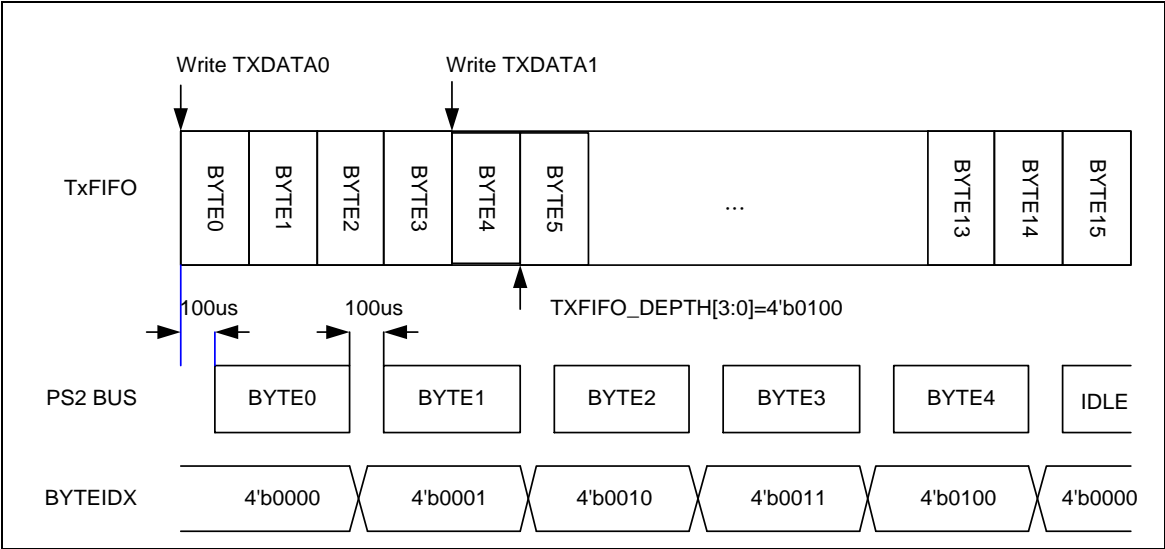 Write TXDATA0 Write TXDATA1
TxFIFO BYTE0 BYTE1 BYTE2 BYTE3 BYTE4 BYTE5 ... BYTE13 BYTE14 BYTE15
100us 100us TXFIFO_DEPTH[3:0]=4'b0100
PS2 BUS BYTE0 BYTE1 BYTE2 BYTE3 BYTE4 IDLE
BYTEIDX 4'b0000 4'b0001 4'b0010 4'b0011 4'b0100 4'b0000